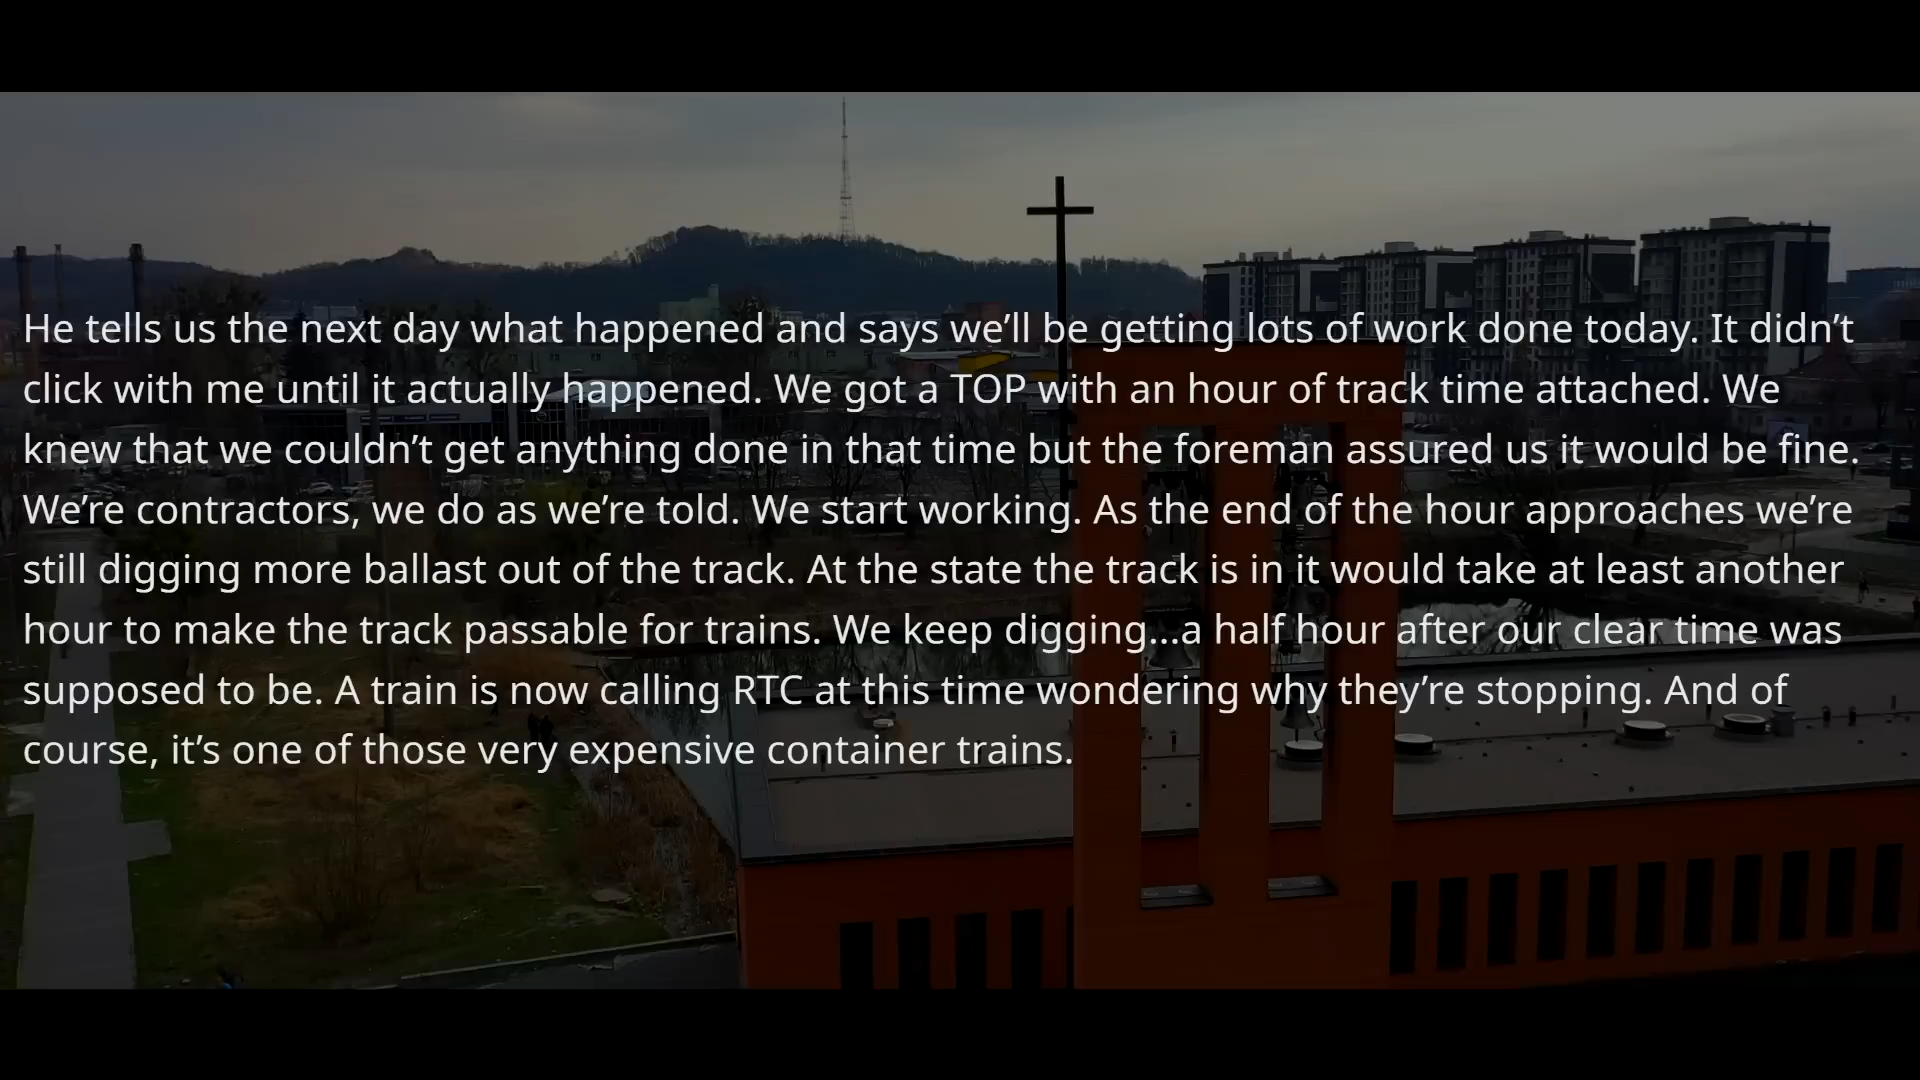 He tells us the next day what happened and says we’ll be getting lots of work done today. It didn’t
click with me until it actually happened. We got a TOP with an hour of track time attached. We
knew that we couldn’t get anything done in that time but the foreman assured us it would be fine.
We’re contractors, we do as we’re told. We start working. As the end of the hour approaches we’re
still digging more ballast out of the track. At the state the track is in it would take at least another
hour to make the track passable for trains. We keep digging...a half hour after our clear time was
supposed to be. A train is now calling RTC at this time wondering why they’re stopping. And of
course, it’s one of those very expensive container trains.